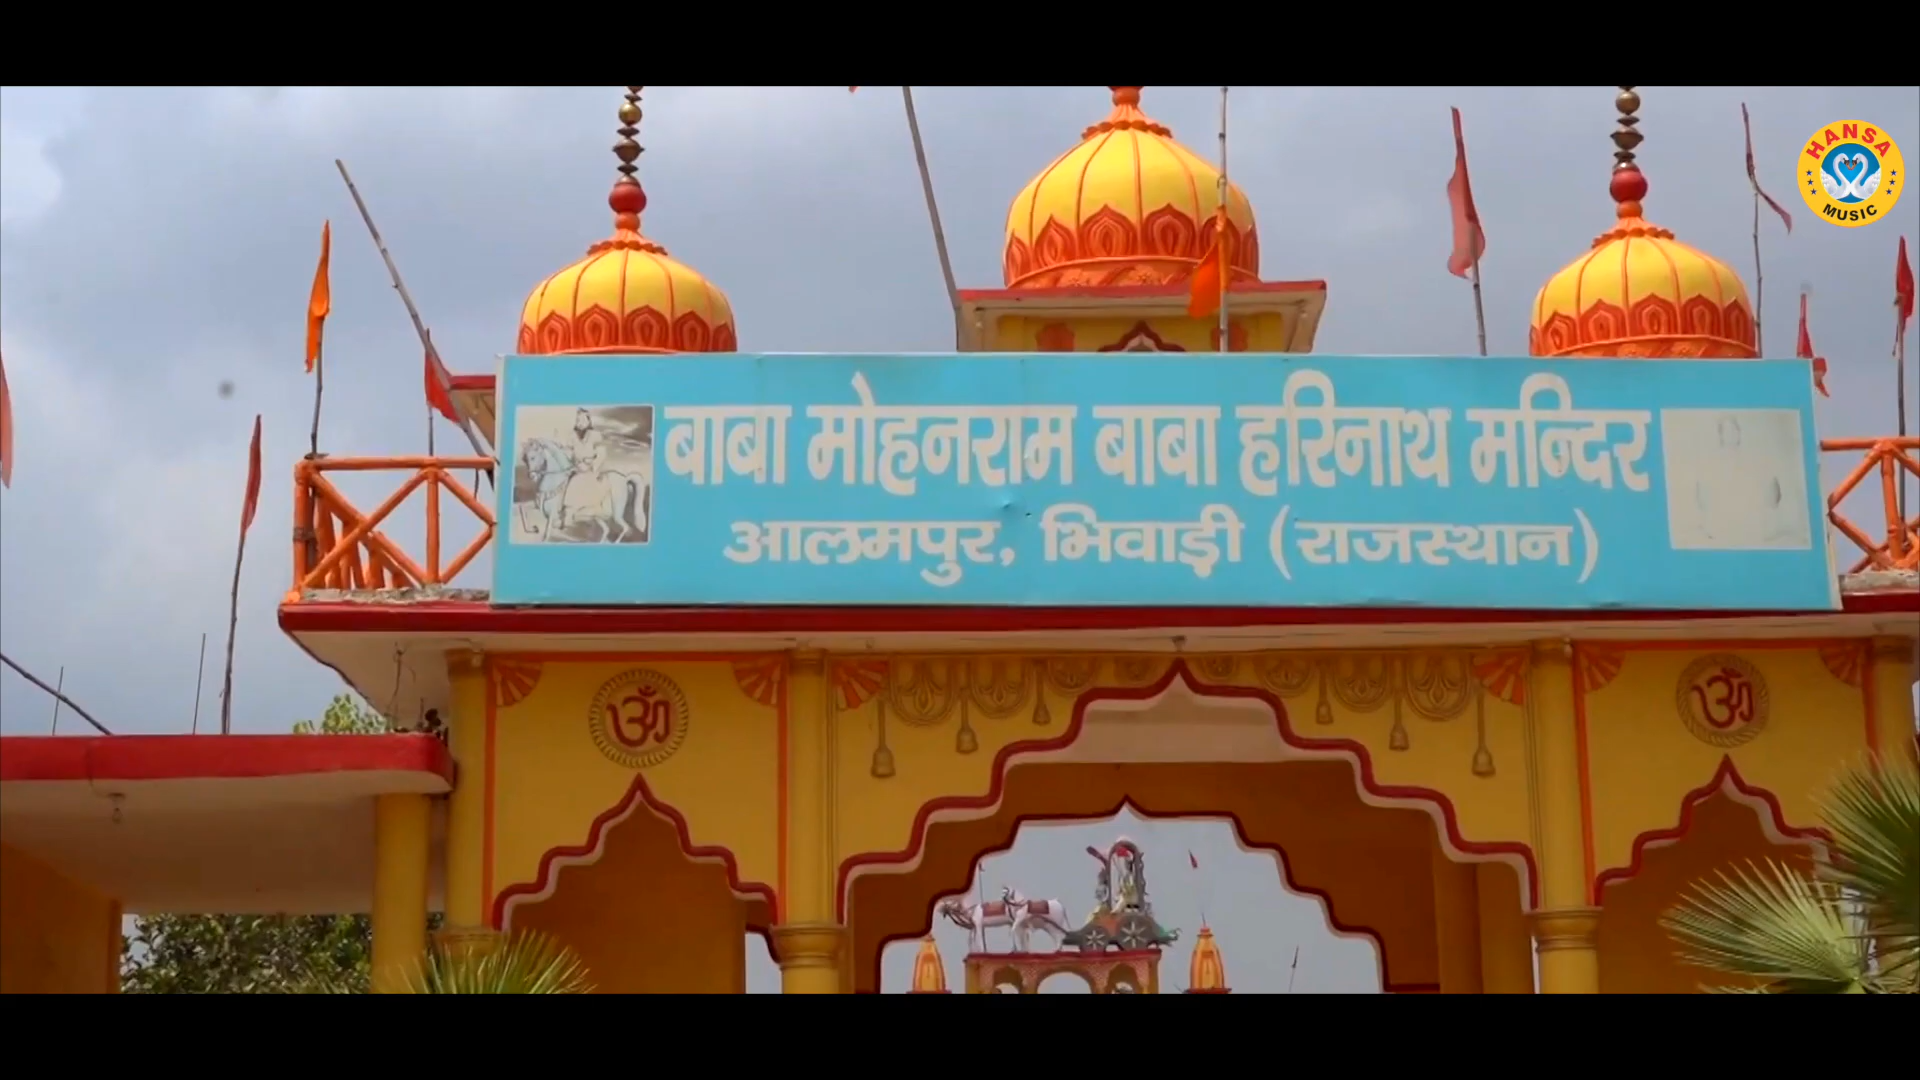 HANSA
MUSIC
बाबा मोहनराम बाबा हरिनाथ मन्दिर
आलमपुर, भिवाड़ी (राजस्थान)
ॐ
ॐ